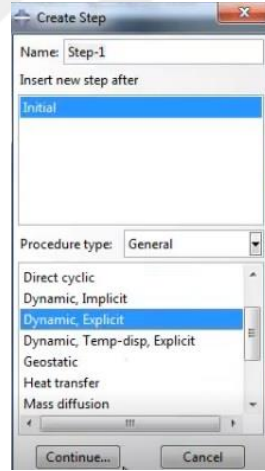 Create Step
Name: Step-1
Insert new step after
Initial
Procedure type: General
Direct cyclic
Dynamic, Implicit
Dynamic, Explicit
Dynamic, Temp-disp, Explicit
Geostatic
Heat transfer
Mass diffusion
Continue... Cancel